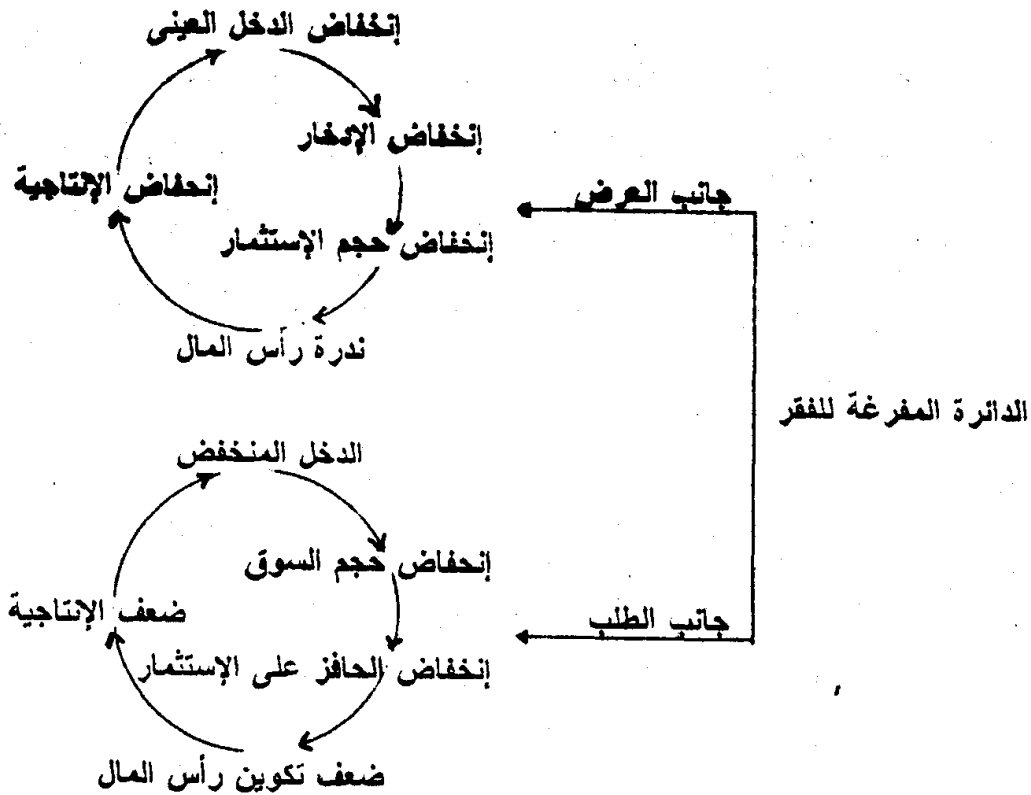 إنخفاض الدخل العينى
إنخفاض الإدخار
إنحفاض الإنتاجية
جانب العرض
إنخفاض حجم الإستثمار
ندرة رأس المال
الدائرة المفرغة للفقر
الدخل المنخفض
إنحفاض حجم السوق
ضعف الإنتاجية
جانب الطلب
إنخفاض الحافز على الإستثمار
ضعف تكوين رأس المال